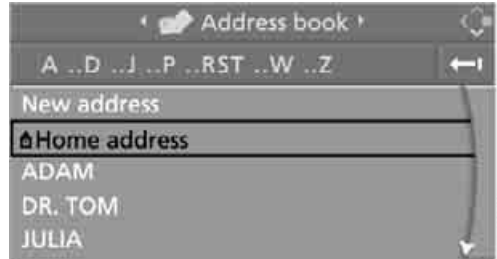 Address book
A ..D ..J ..P ..RST ..W ..Z
New address
Home address
ADAM
DR. TOM
JULIA